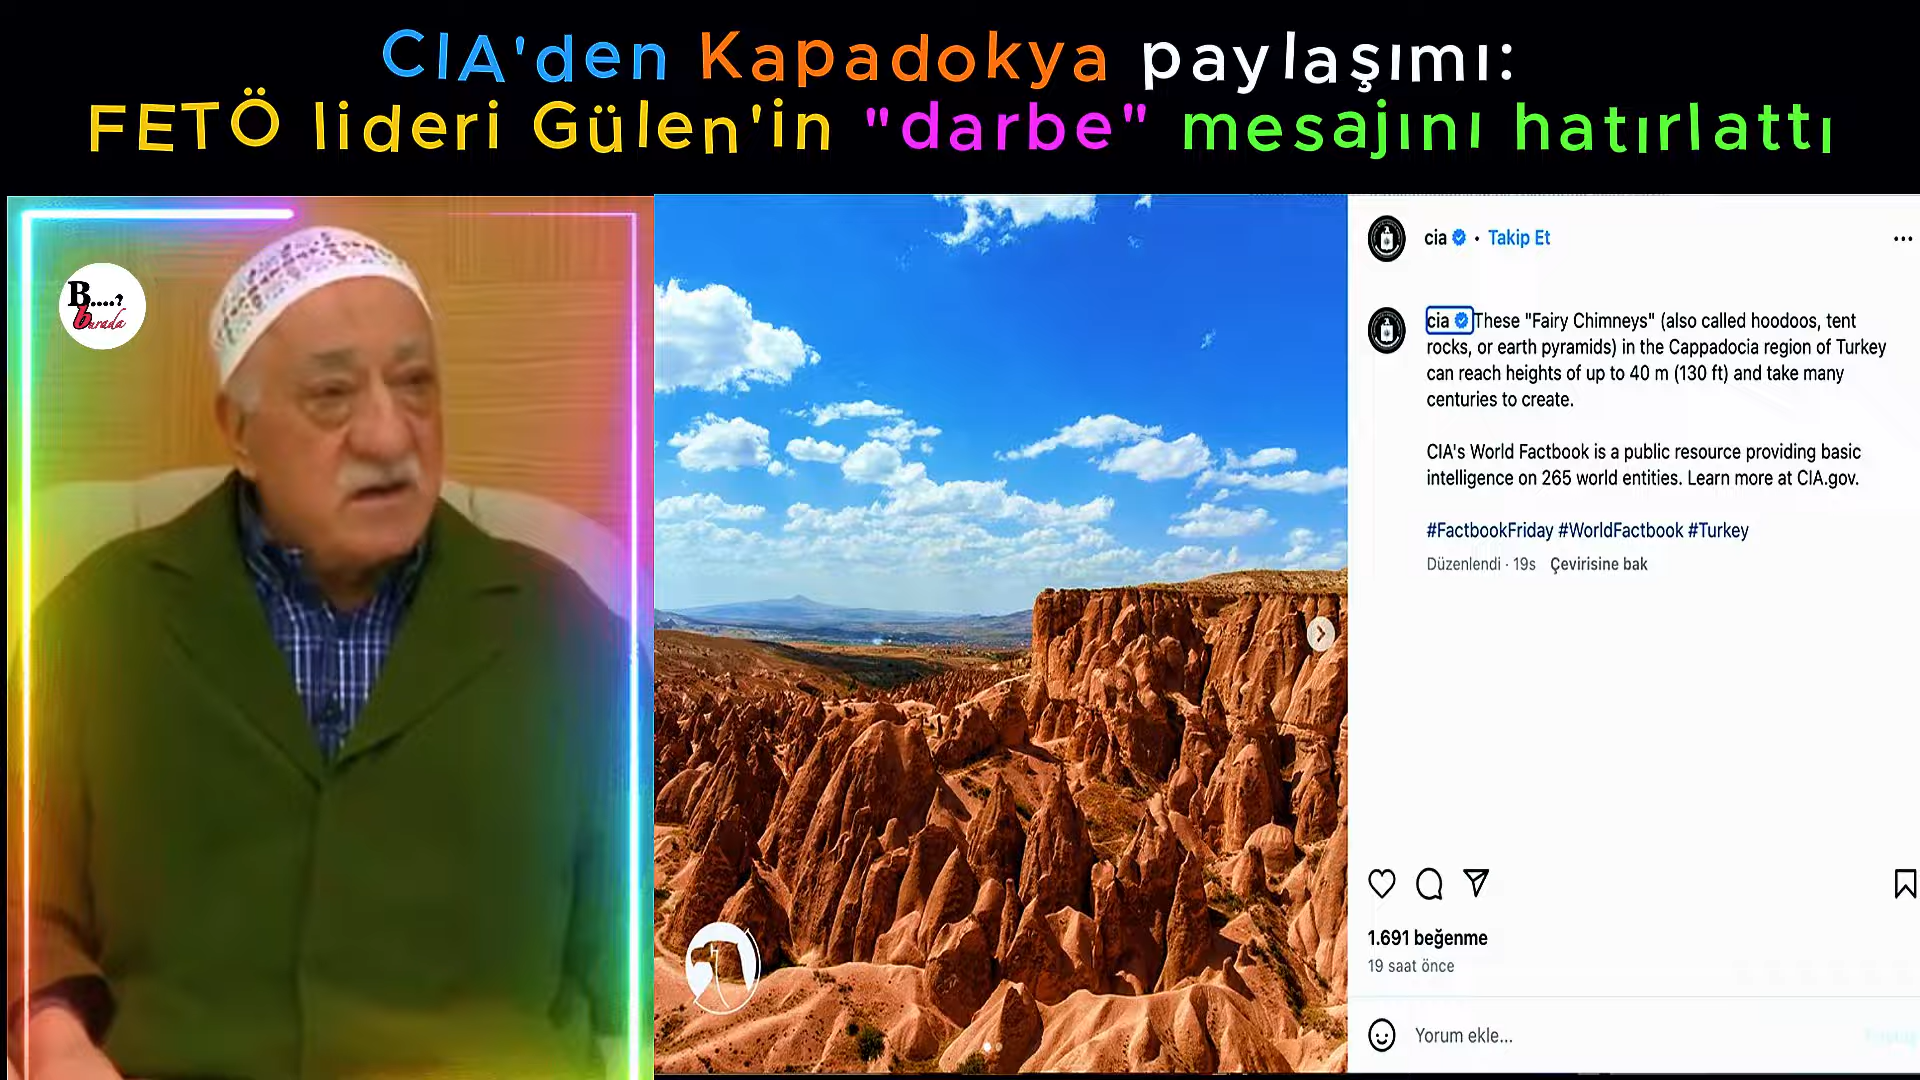 CIA'den Kapadokya paylaşımı:
FETÖ lideri Gülen'in "darbe" mesajını hatırlattı
B....?
burada
cia • Takip Et
cia These "Fairy Chimneys" (also called hoodoos, tent
rocks, or earth pyramids) in the Cappadocia region of Turkey
can reach heights of up to 40 m (130 ft) and take many
centuries to create.
CIA's World Factbook is a public resource providing basic
intelligence on 265 world entities. Learn more at CIA.gov.
#FactbookFriday #WorldFactbook #Turkey
Düzenlendi · 19s Çevirisine bak
1.691 beğenme
19 saat önce
Yorum ekle...